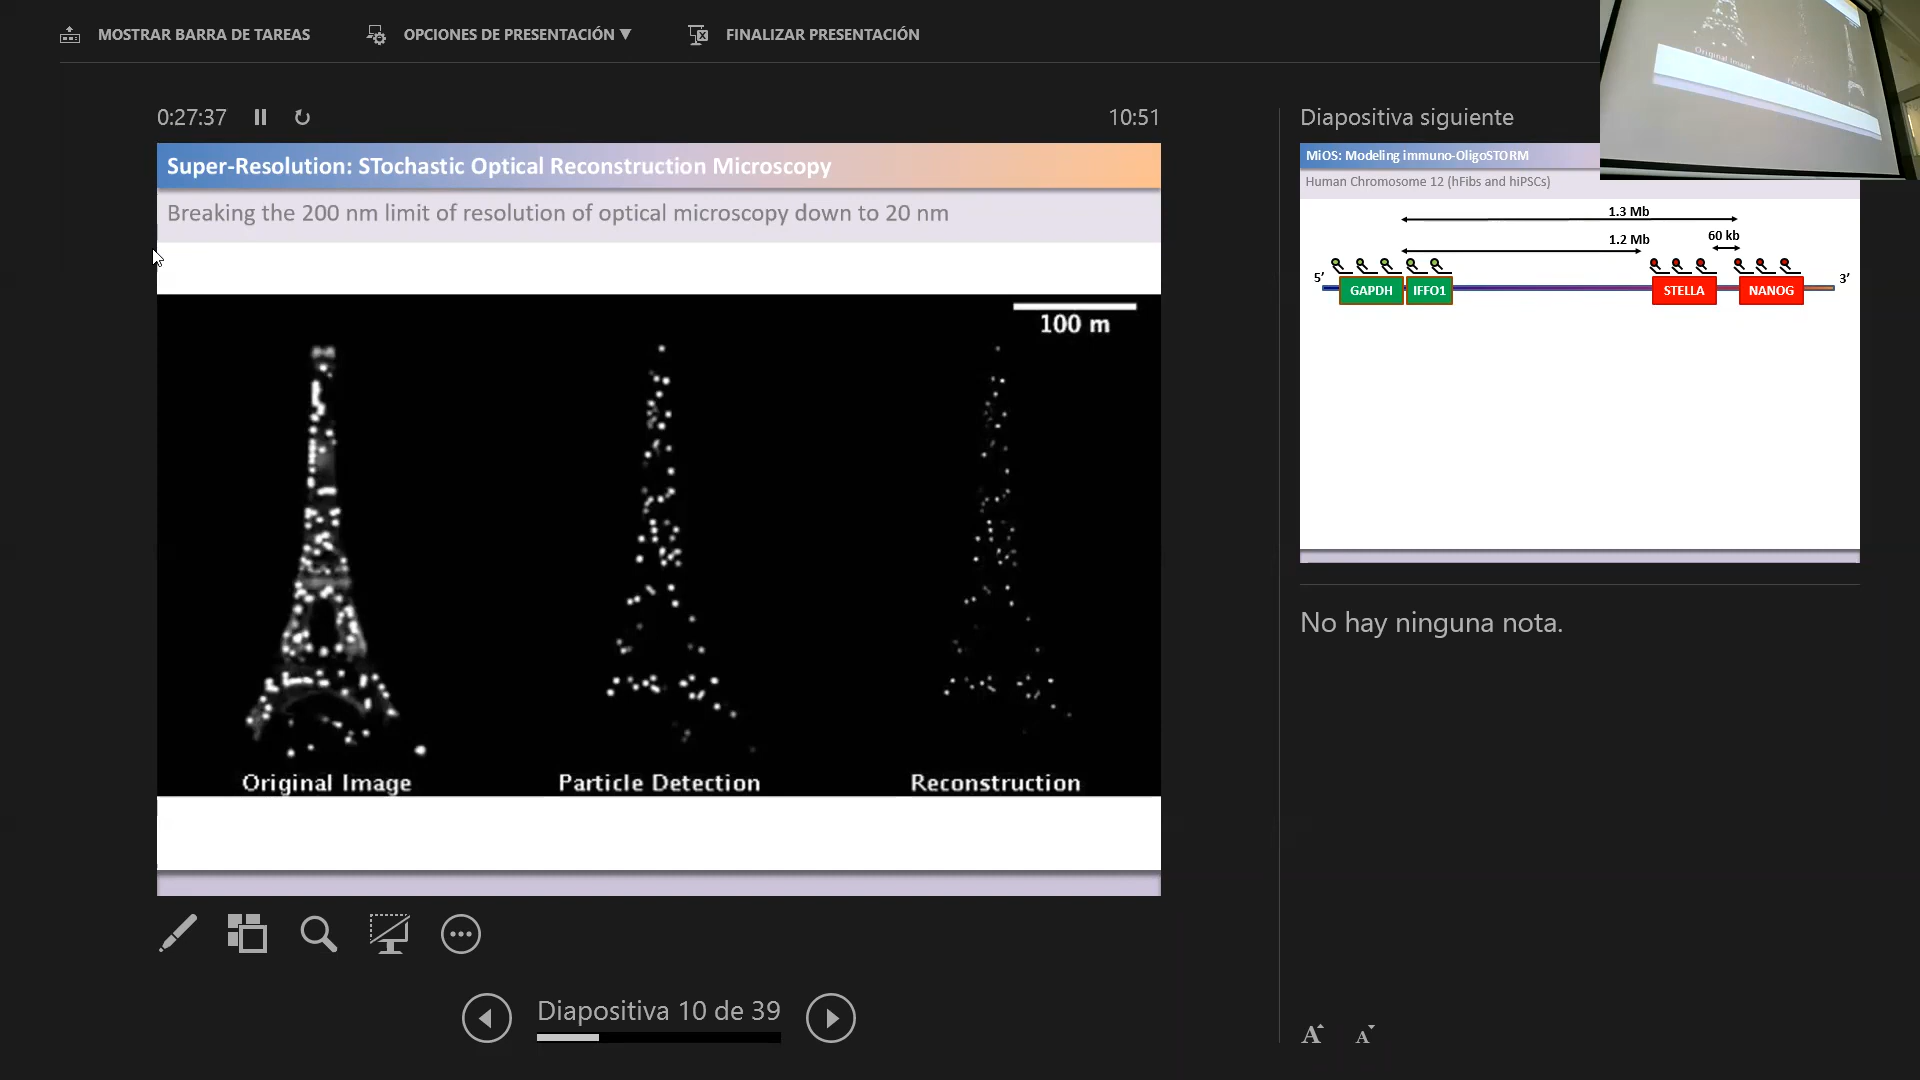 MOSTRAR BARRA DE TAREAS
OPCIONES DE PRESENTACIÓN ▼
FINALIZAR PRESENTACIÓN
0:27:37
10:51
Super-Resolution: STochastic Optical Reconstruction Microscopy
Breaking the 200 nm limit of resolution of optical microscopy down to 20 nm
100 m
Original Image
Particle Detection
Reconstruction
Diapositiva 10 de 39
Diapositiva siguiente
MiOS: Modeling immuno-OligoSTORM
Human Chromosome 12 (hFibs and hiPSCs)
1.3 Mb
1.2 Mb
60 kb
5’
GAPDH
IFFO1
STELLA
NANOG
3’
No hay ninguna nota.
A A
Original Image